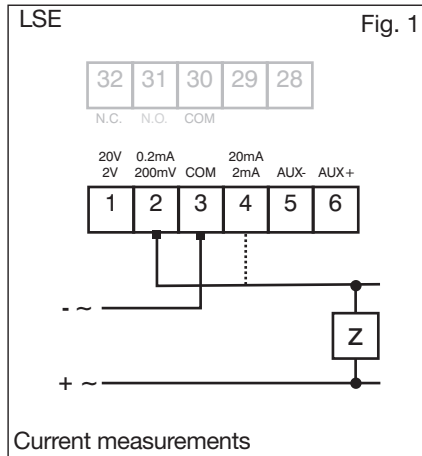 LSE Fig. 1
32 31 30 29 28
N.C. N.O. COM
20V 0.2mA 20mA
2V 200mV COM 2mA AUX- AUX+
1 2 3 4 5 6
- ~
Z
+ ~
Current measurements